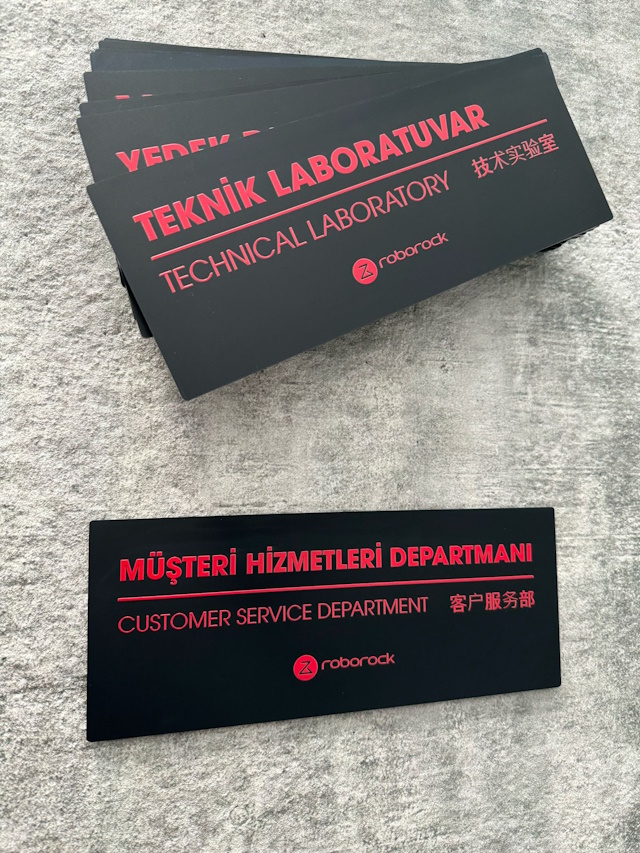 YEDEK
TEKNİK LABORATUVAR
TECHNICAL LABORATORY 技术实验室
roborock
MÜŞTERİ HİZMETLERİ DEPARTMANI
CUSTOMER SERVICE DEPARTMENT 客户服务部
roborock